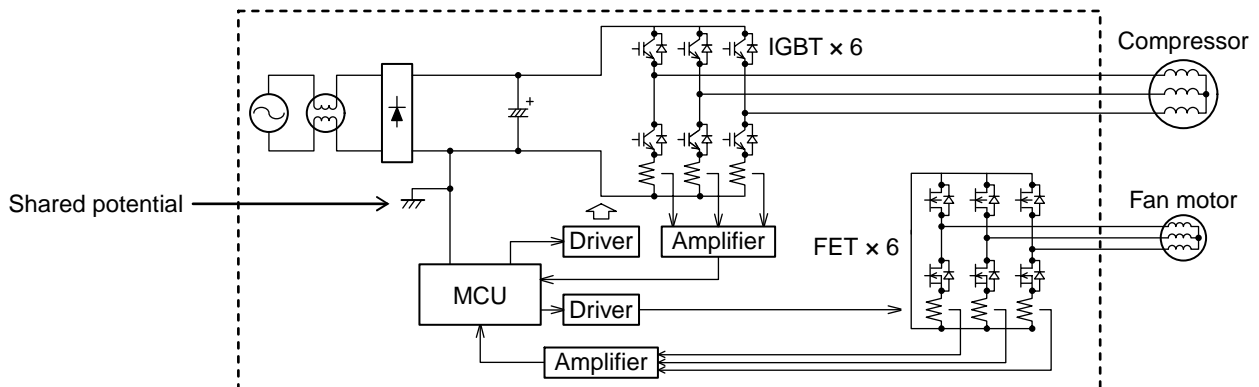 IGBT × 6
Compressor
+
Shared potential
Fan motor
Driver
Amplifier
FET × 6
MCU
Driver
Amplifier